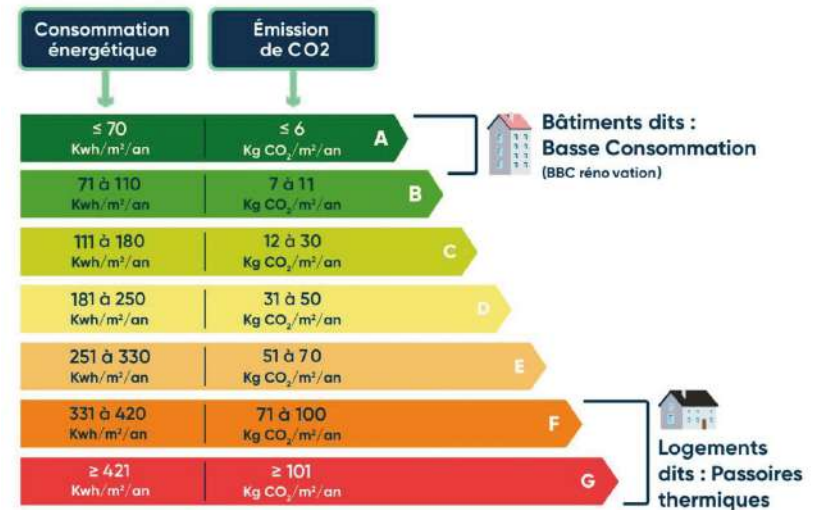 Consommation
énergétique
Émission
de CO2
≤ 70
Kwh/m²/an
≤ 6
Kg CO₂/m²/an
A
Bâtiments dits :
Basse Consommation
(BBC réno vation)
71 à 110
Kwh/m²/an
7 à 11
Kg CO₂/m²/an
B
111 à 180
Kwh/m²/an
12 à 30
Kg CO₂/m²/an
C
181 à 250
Kwh/m²/an
31 à 50
Kg CO₂/m²/an
D
251 à 330
Kwh/m²/an
51 à 70
Kg CO₂/m²/an
E
331 à 420
Kwh/m²/an
71 à 100
Kg CO₂/m²/an
F
≥ 421
Kwh/m²/an
≥ 101
Kg CO₂/m²/an
G
Logements
dits : Passoires
thermiques